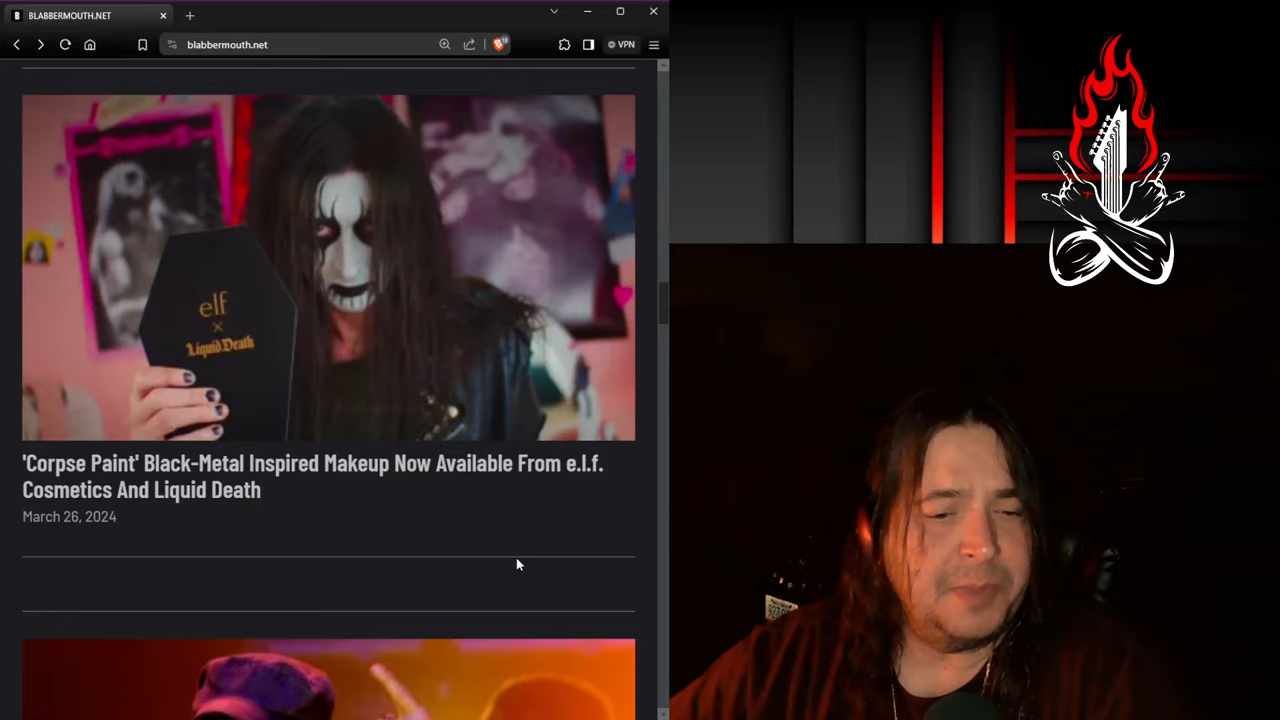 BLABBERMOUTH.NET
blabbermouth.net
VPN
elf
x
Liquid Death
'Corpse Paint' Black-Metal Inspired Makeup Now Available From e.l.f.
Cosmetics And Liquid Death
March 26, 2024